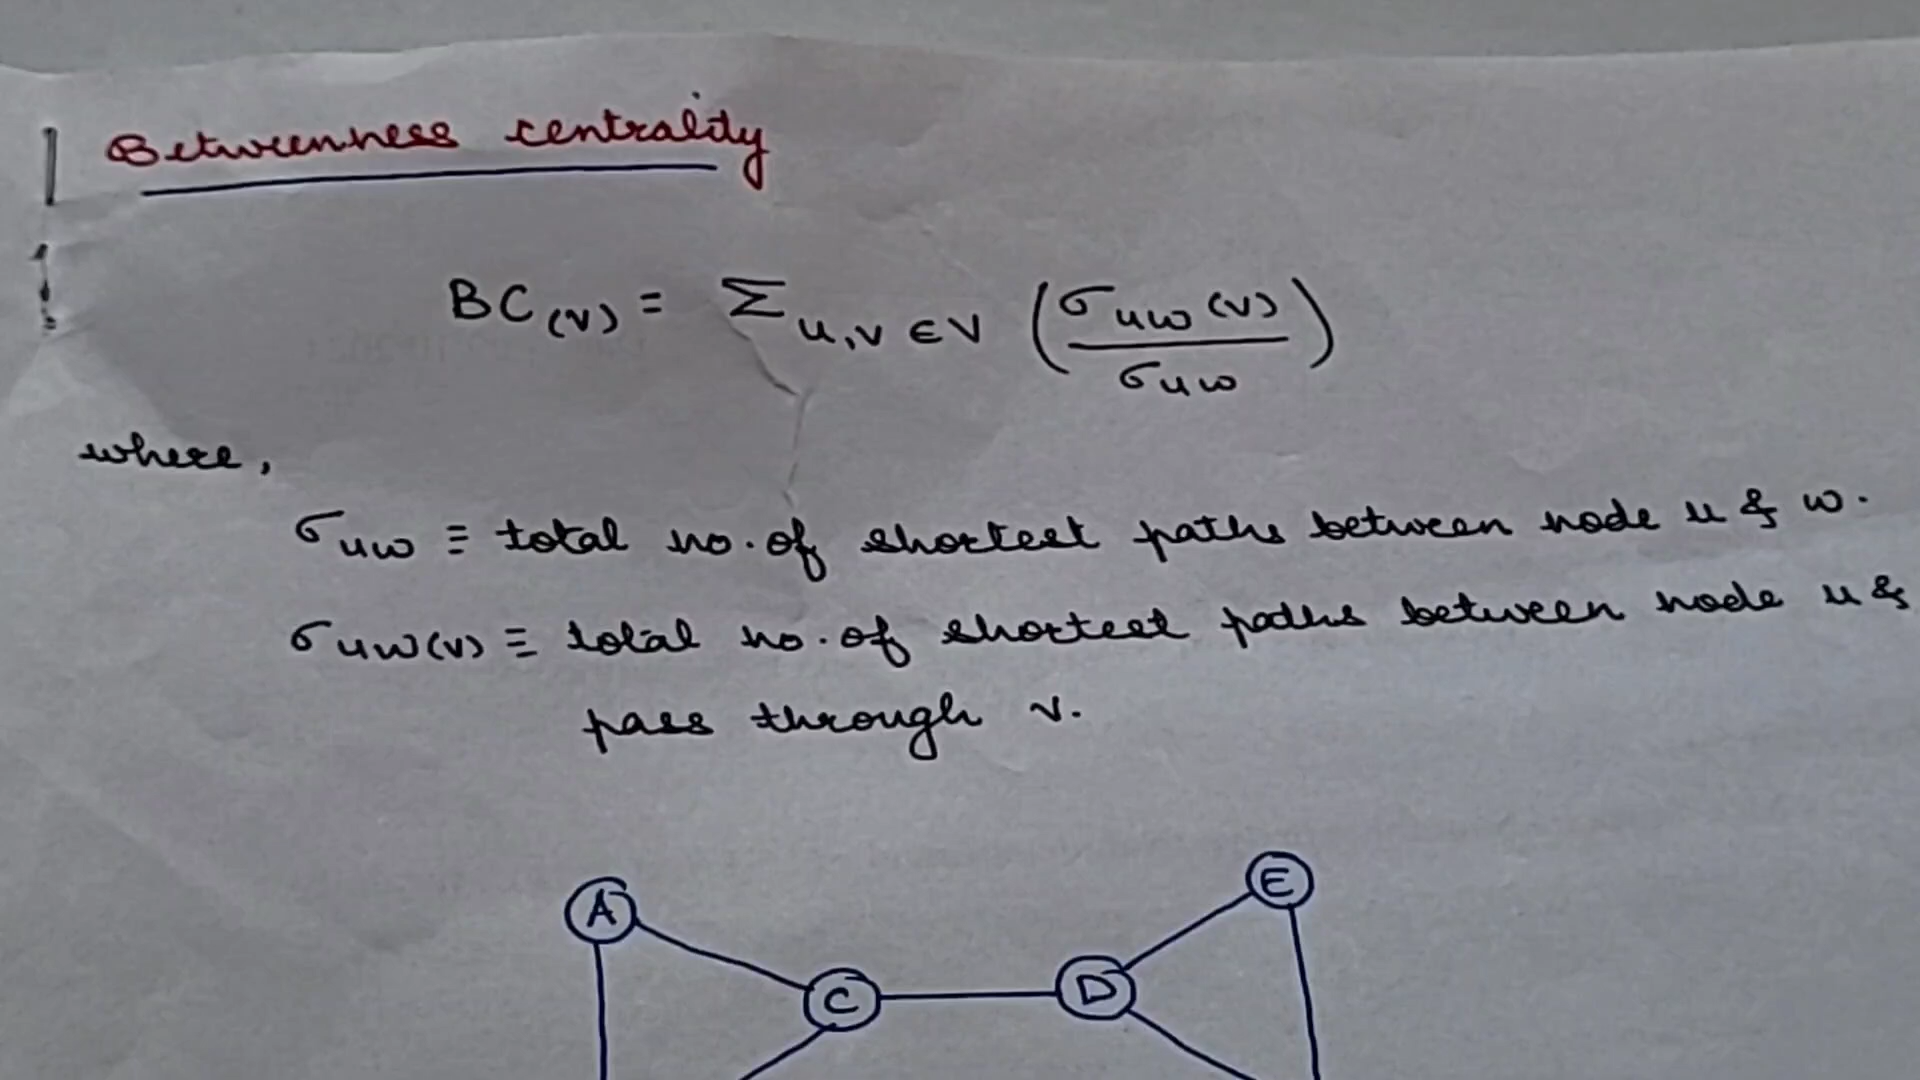 Betweenness centrality
BC(v) = Σ u,v ∈ V (σuw(v) / σuw)
where,
σuw ≡ total no. of shortest paths between node u & w.
σuw(v) ≡ total no. of shortest paths between node u &
pass through v.
E
A
D
C